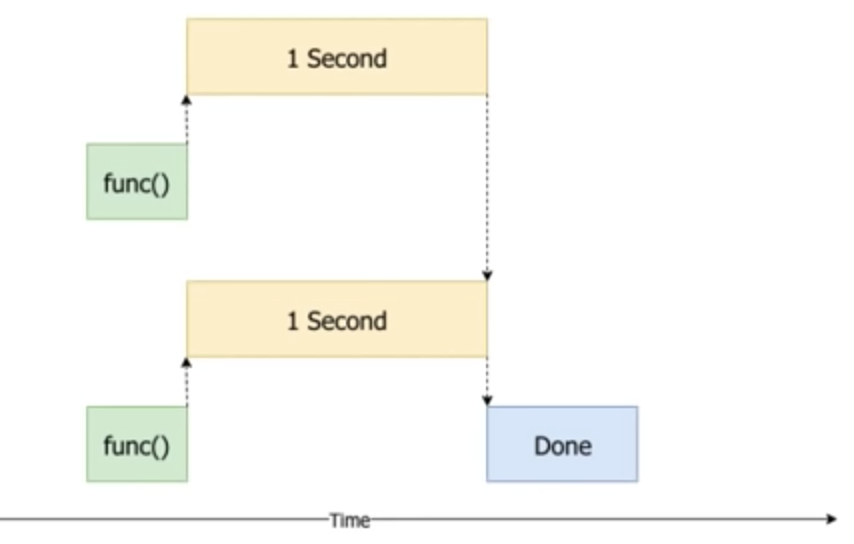 1 Second
func()
1 Second
func()
Done
Time